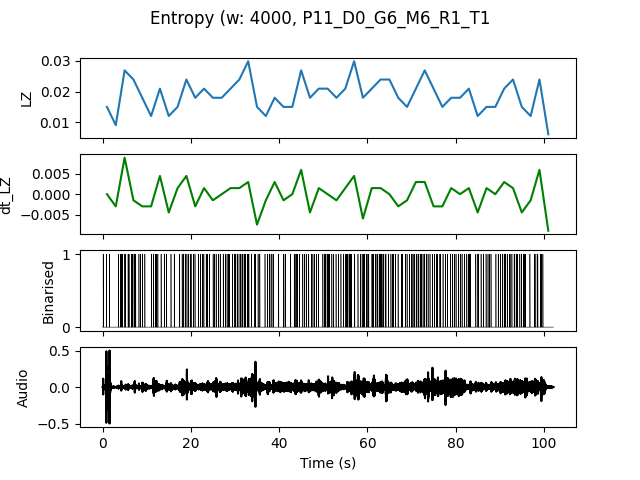 Entropy (w: 4000, P11_D0_G6_M6_R1_T1
0.03
0.02
0.01
LZ
0.005
0.000
−0.005
dt_LZ
1
0
Binarised
0.5
0.0
−0.5
Audio
0 20 40 60 80 100
Time (s)